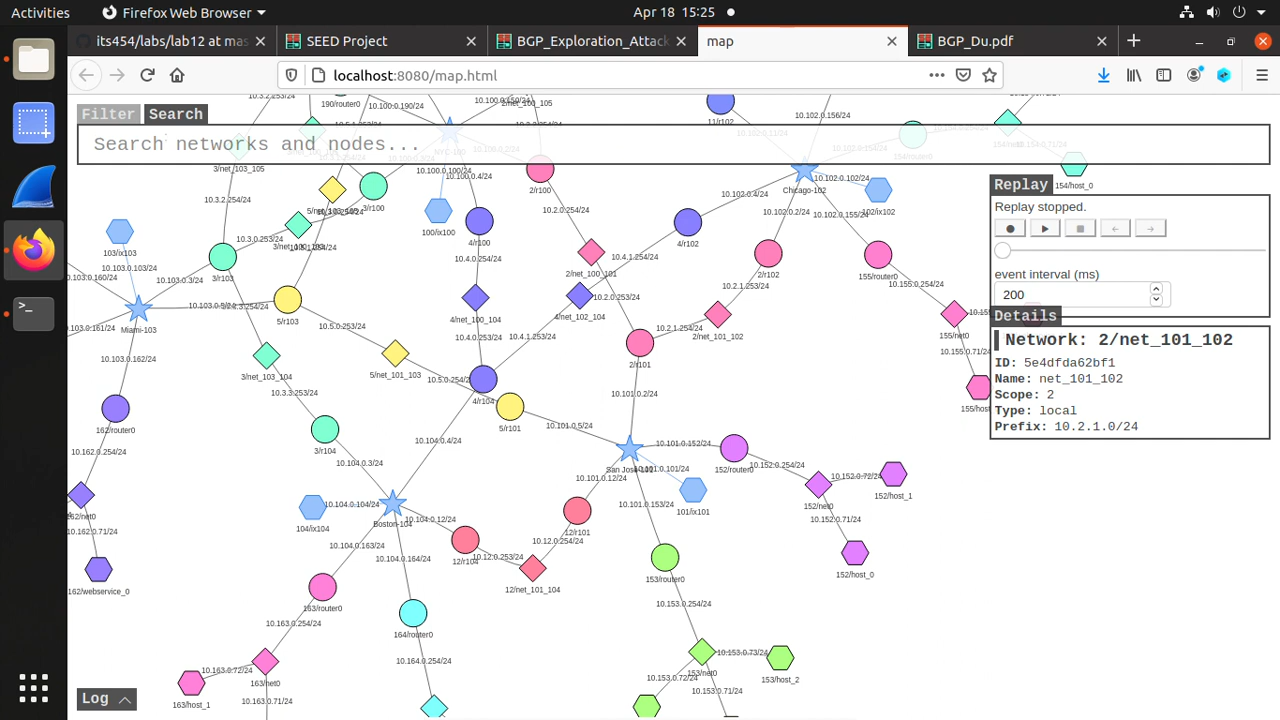 Activities
Firefox Web Browser
Apr 18 15:25
its454/labs/lab12 at mas
SEED Project
BGP_Exploration_Attack
map
BGP_Du.pdf
localhost:8080/map.html
Filter
Search
Search networks and nodes...
190/router0
10.100.0.190/24
11/r102
10.102.0.156/24
3/net_103_105
10.3.2.254/24
3/r100
10.100.0.100/24
10.100.0.4/24
2/r100
Chicago-102
10.102.0.102/24
102/ix102
154/host_0
Replay
Replay stopped.
event interval (ms)
200
103/ix103
10.103.0.103/24
100/ix100
4/r100
10.2.0.254/24
10.102.0.4/24
4/r102
10.102.0.2/24
10.102.0.155/24
10.3.0.253/24
3/r103
10.103.0.160/24
10.103.0.3/24
10.4.0.254/24
2/net_100_101
10.4.1.254/24
2/r102
155/router0
10.155.0.254/24
Miami-103
5/r103
4/net_100_104
4/net_102_104
10.2.0.253/24
10.2.1.253/24
10.103.0.161/24
10.5.0.253/24
10.4.0.253/24
10.4.1.253/24
10.2.1.254/24
2/net_101_102
155/net0
10.103.0.162/24
3/net_103_104
5/net_101_103
2/r101
10.155.0.71/24
10.3.3.253/24
4/r104
10.101.0.2/24
162/router0
5/r101
10.101.0.5/24
3/r104
10.104.0.4/24
10.162.0.254/24
10.104.0.3/24
10.101.0.152/24
152/router0
10.152.0.254/24
10.101.0.101/24
10.152.0.72/24
152/host_1
10.101.0.12/24
101/ix101
10.101.0.153/24
152/net0
10.152.0.71/24
10.104.0.104/24
104/ix104
Boston-104
10.104.0.12/24
12/r101
10.162.0.71/24
10.104.0.163/24
10.104.0.164/24
12/r104
10.12.0.253/24
10.12.0.254/24
12/net_101_104
153/router0
152/host_0
162/webservice_0
163/router0
10.153.0.254/24
10.163.0.254/24
164/router0
10.163.0.72/24
163/net0
10.164.0.254/24
10.153.0.73/24
153/net0
153/host_2
10.153.0.72/24
10.153.0.71/24
163/host_1
10.163.0.71/24
Details
Network: 2/net_101_102
ID: 5e4dfda62bf1
Name: net_101_102
Scope: 2
Type: local
Prefix: 10.2.1.0/24
Log